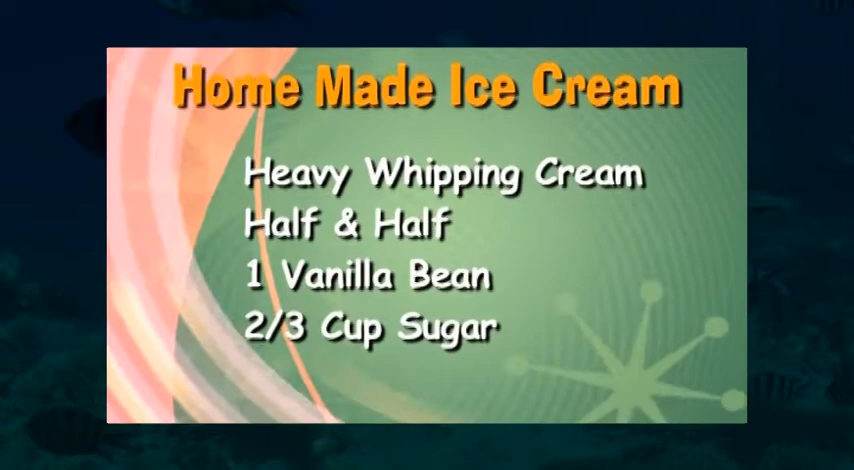 Home Made Ice Cream
Heavy Whipping Cream
Half & Half
1 Vanilla Bean
2/3 Cup Sugar